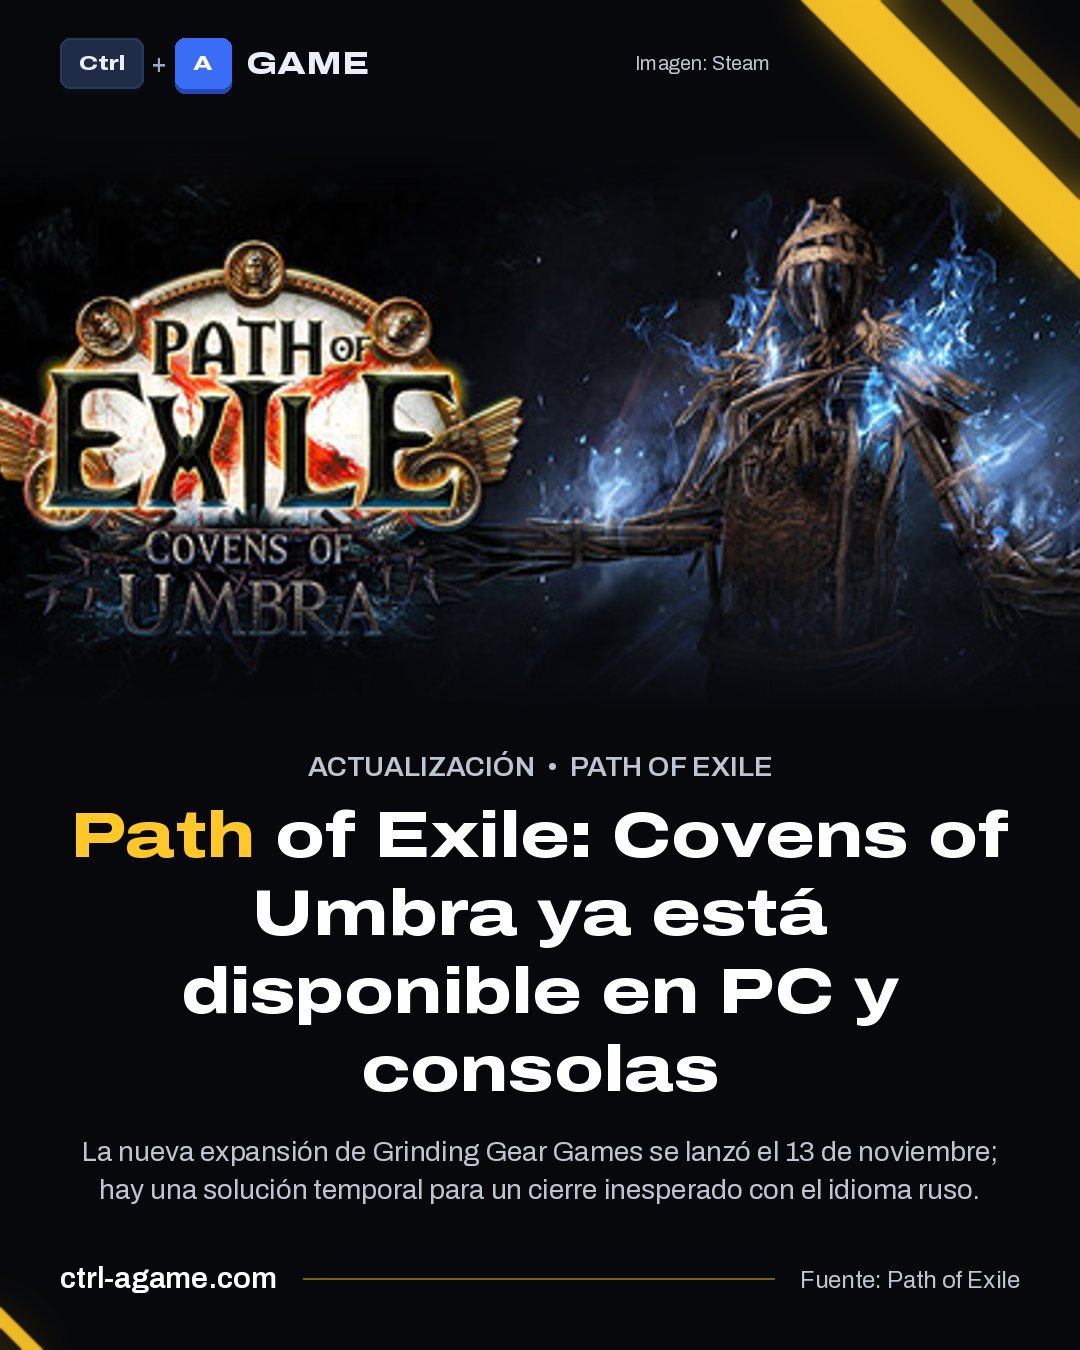 Ctrl + A GAME
Imagen: Steam
PATH OF
EXILE
COVENS OF
UMBRA
ACTUALIZACIÓN • PATH OF EXILE
Path of Exile: Covens of
Umbra ya está
disponible en PC y
consolas
La nueva expansión de Grinding Gear Games se lanzó el 13 de noviembre;
hay una solución temporal para un cierre inesperado con el idioma ruso.
ctrl-agame.com
Fuente: Path of Exile